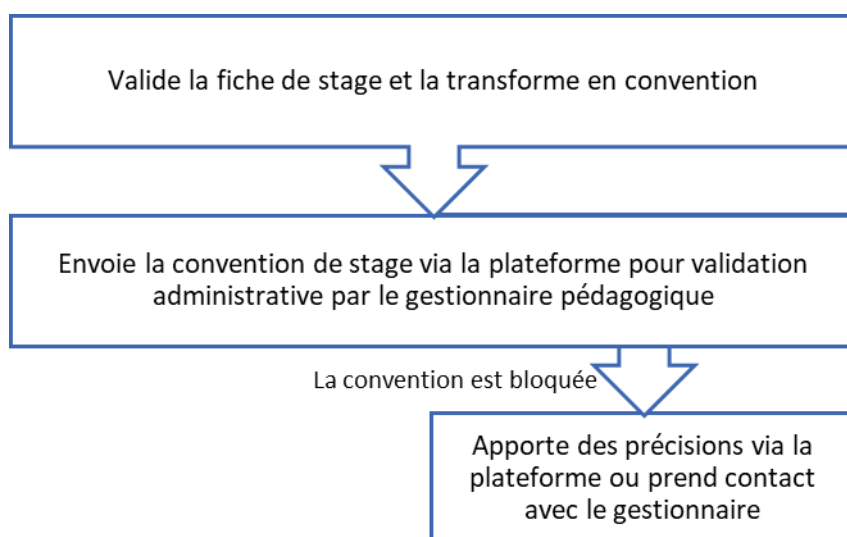 Valide la fiche de stage et la transforme en convention
Envoie la convention de stage via la plateforme pour validation
administrative par le gestionnaire pédagogique
La convention est bloquée
Apporte des précisions via la
plateforme ou prend contact
avec le gestionnaire